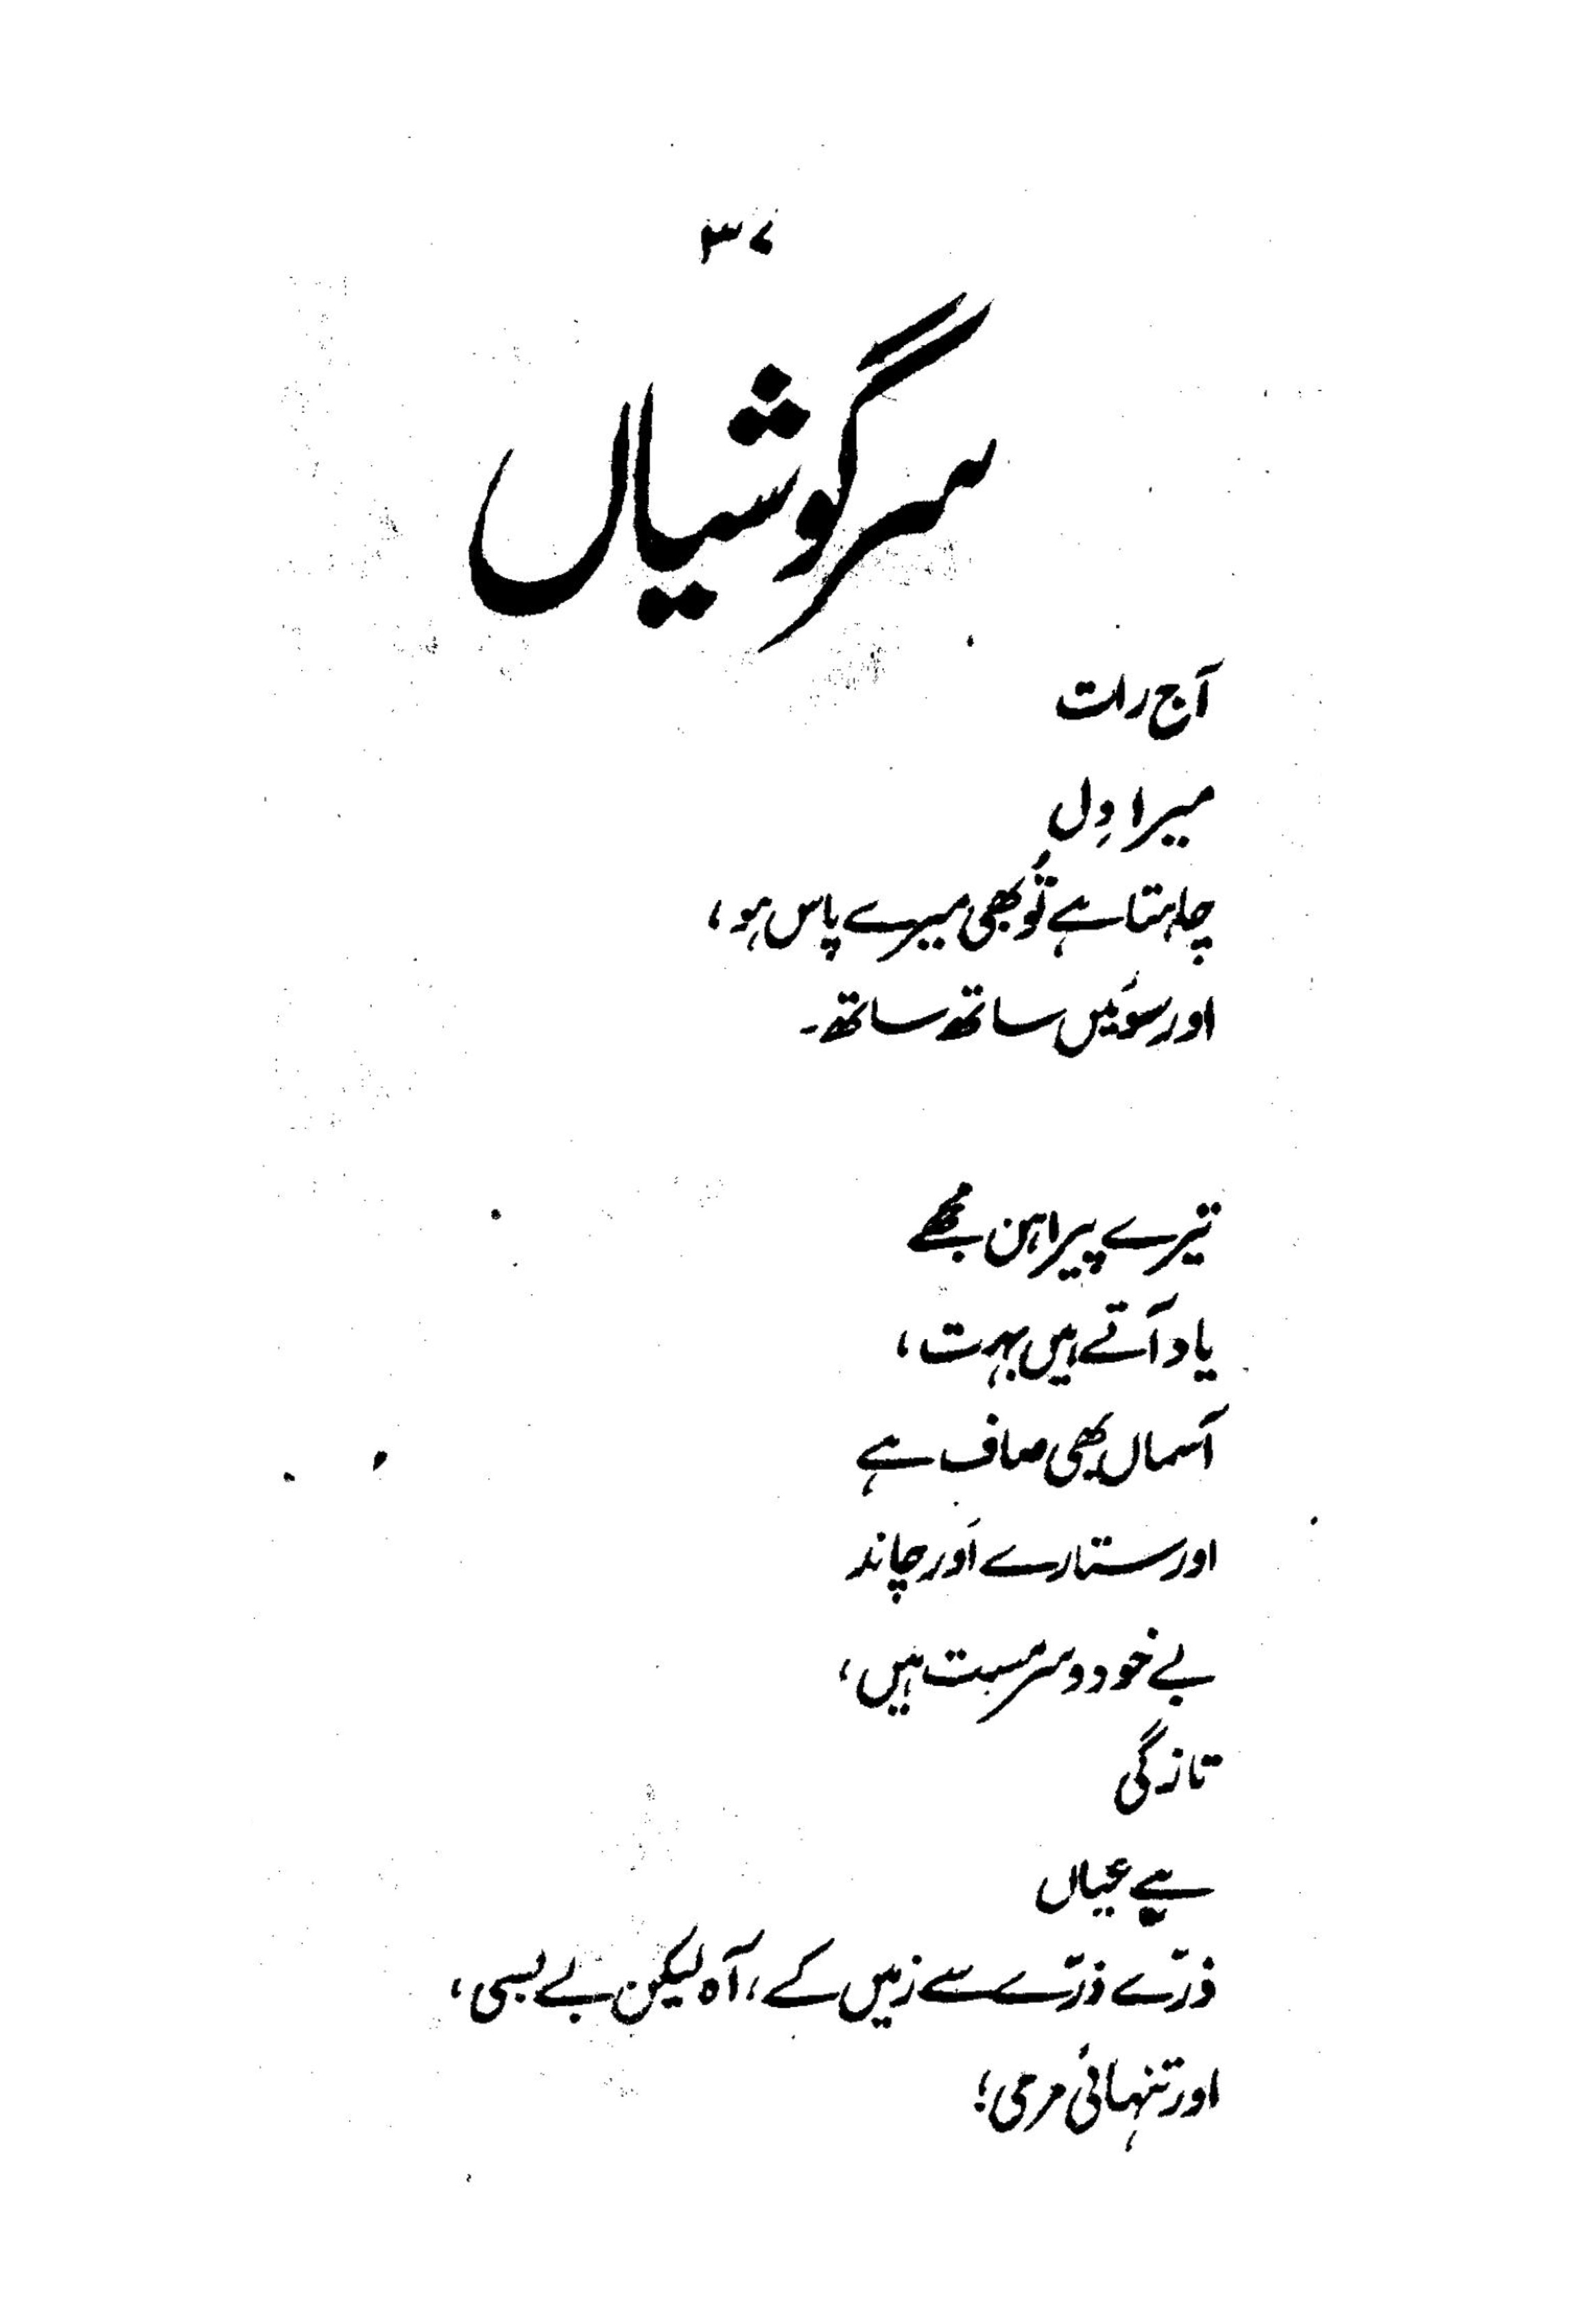 ۳۷
سرگوشیاں
آج رات
میرا دِل
چاہتا ہے تُو بھی میرے پاس ہو،
اور سوئیں ساتھ ساتھ۔
تیرے پیراہن مجھے
یاد آتے ہیں بہت،
آسماں بھی صاف ہے
اور ستارے اَور چاند
بے خود و سرمست ہیں،
تازگی
ہے عیاں
ذرّے ذرّے سے زمیں کے، آہ لیکن بے بسی،
اور تنہائی مری؛